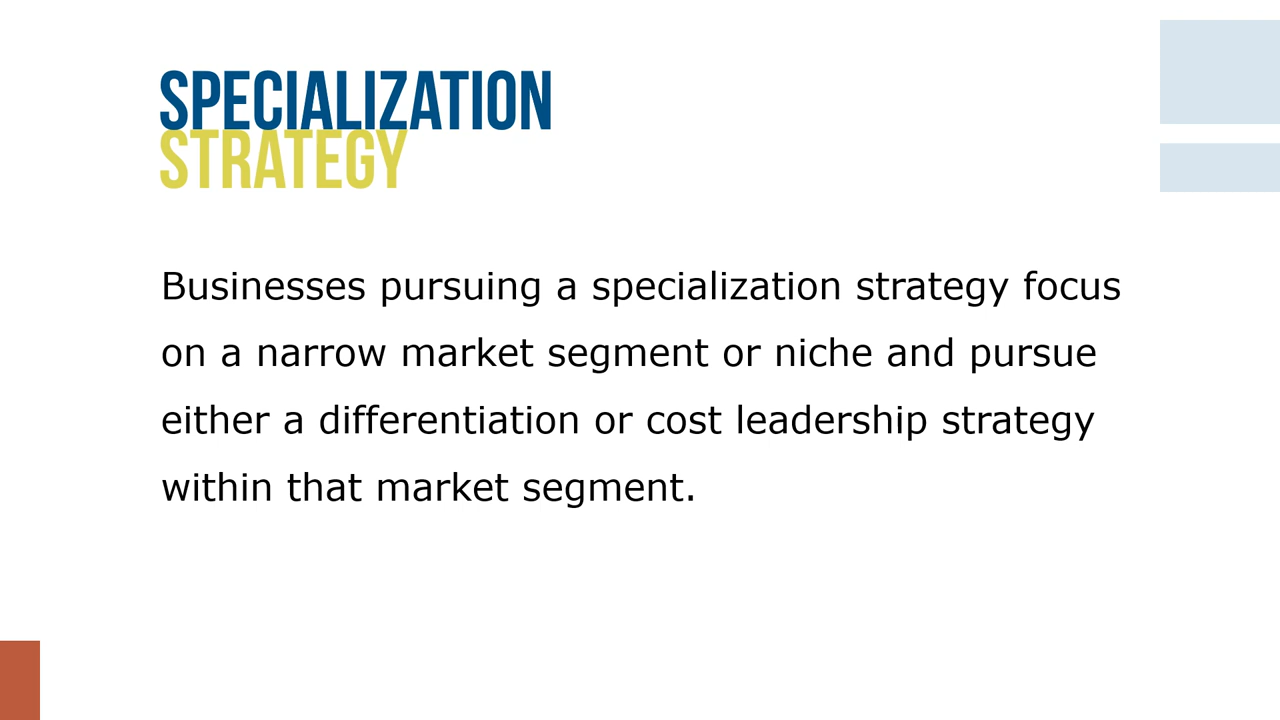 SPECIALIZATION
STRATEGY
Businesses pursuing a specialization strategy focus
on a narrow market segment or niche and pursue
either a differentiation or cost leadership strategy
within that market segment.